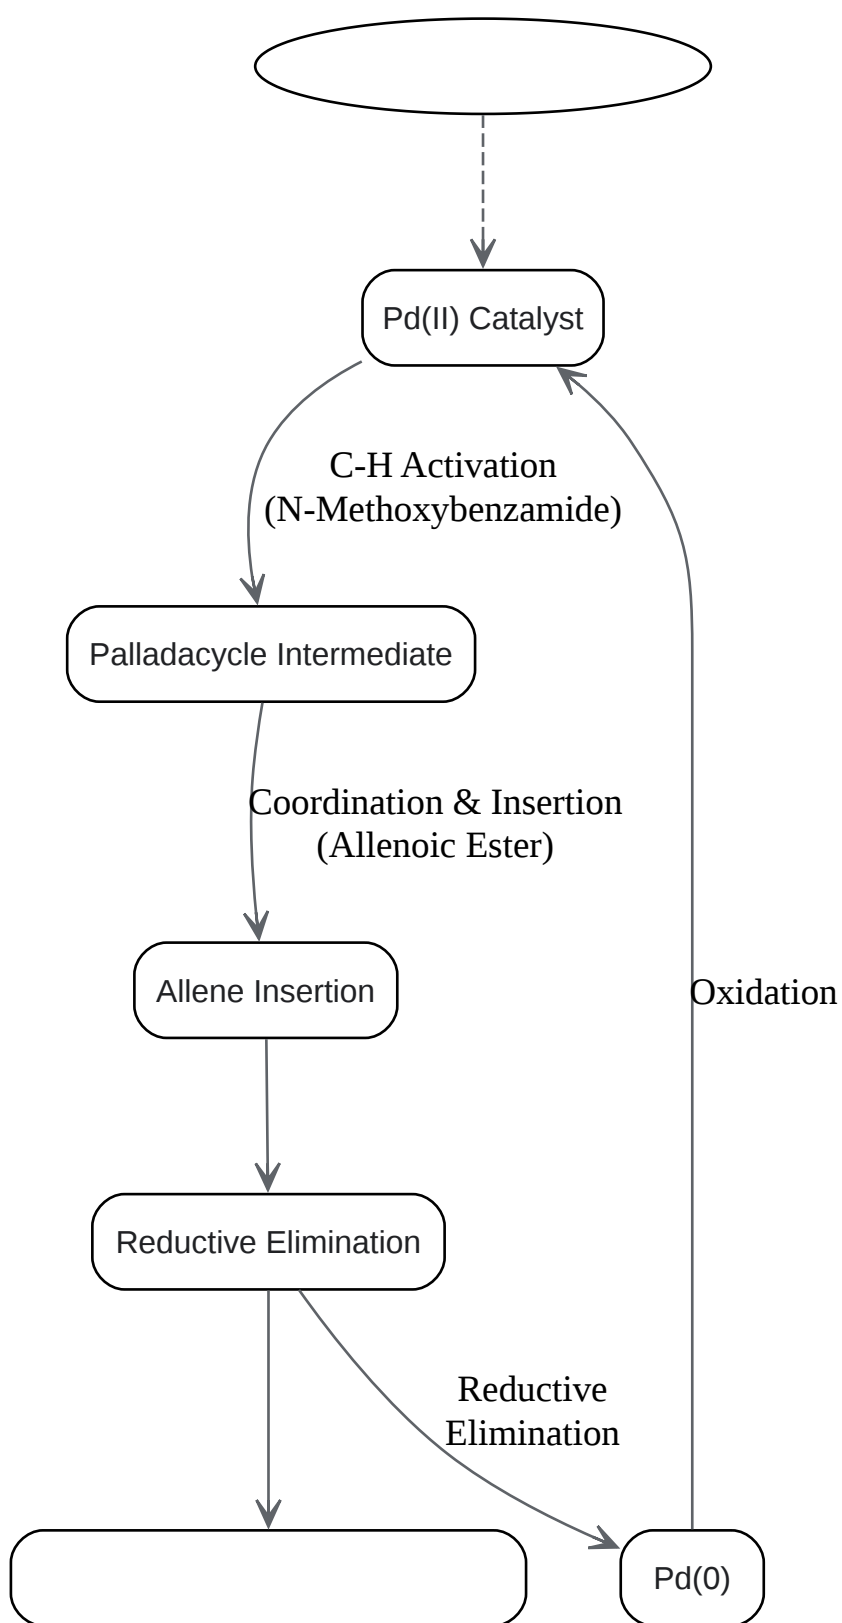 Pd(II) Catalyst
C-H Activation
(N-Methoxybenzamide)
Palladacycle Intermediate
Coordination & Insertion
(Allenoic Ester)
Allene Insertion
Oxidation
Reductive Elimination
Reductive
Elimination
Pd(0)